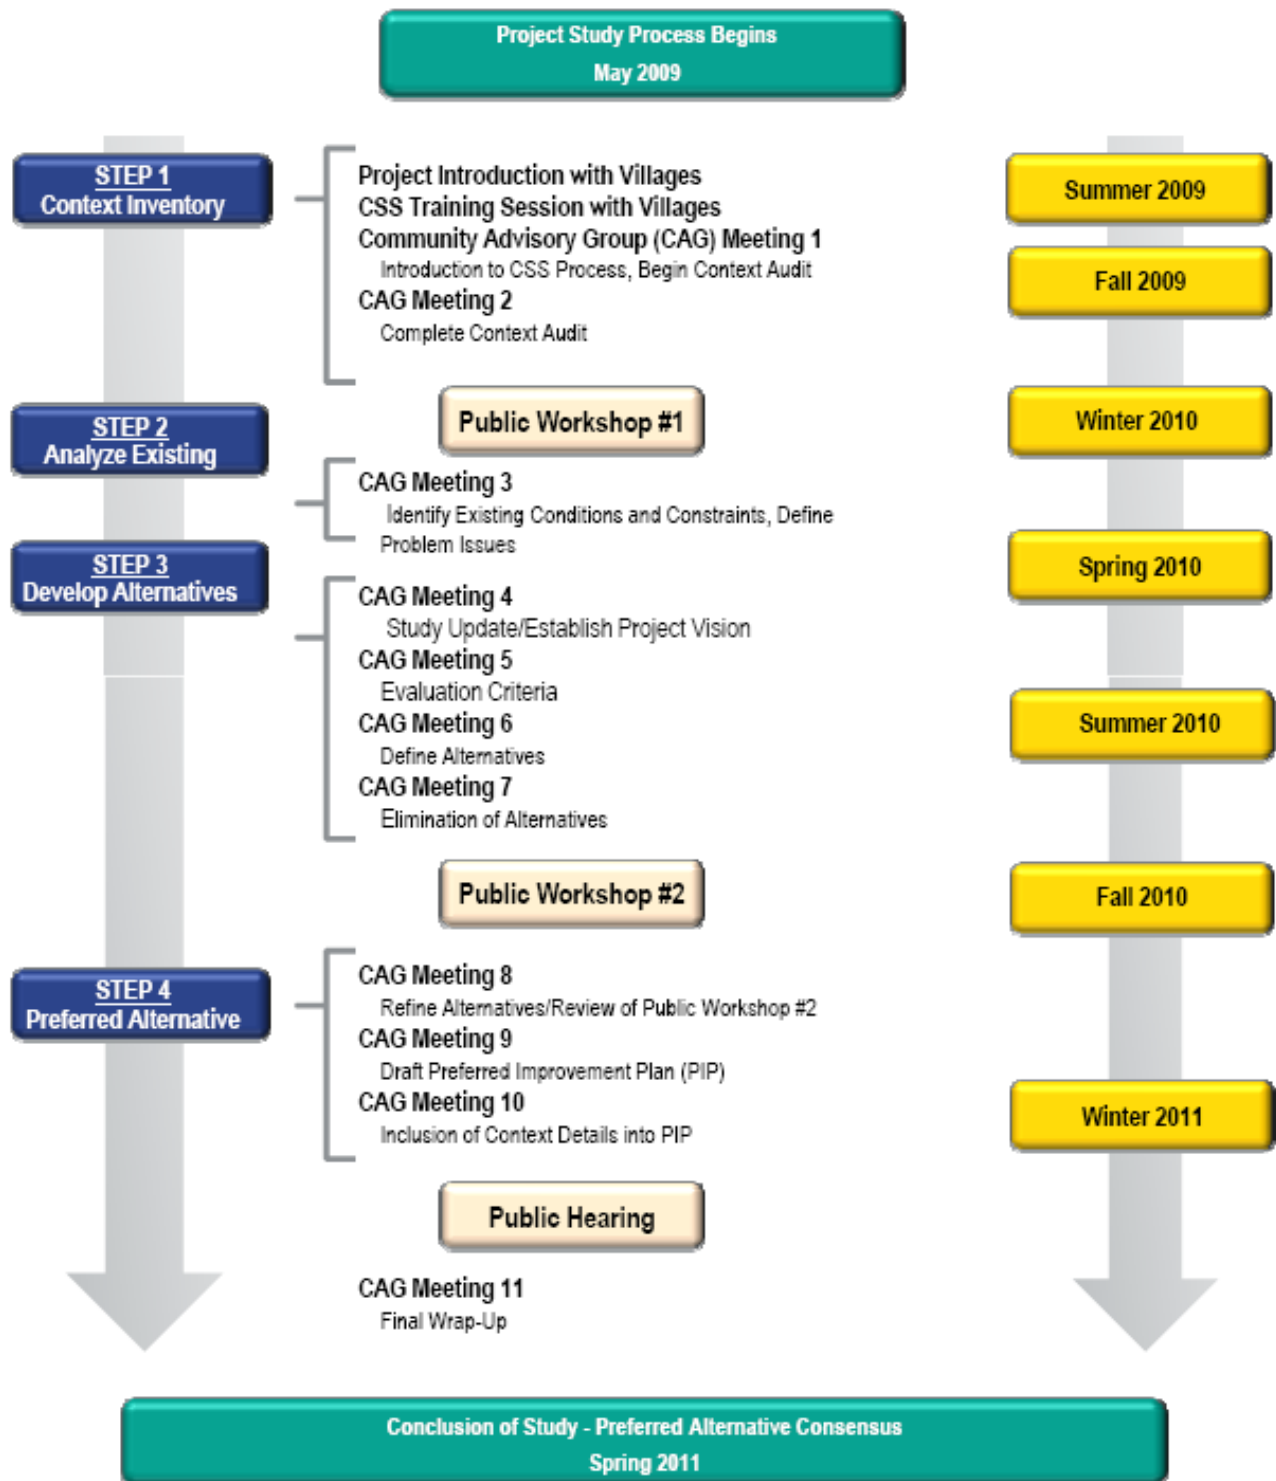 Project Study Process Begins
May 2009
STEP 1
Context Inventory
Project Introduction with Villages
CSS Training Session with Villages
Community Advisory Group (CAG) Meeting 1
Introduction to CSS Process, Begin Context Audit
CAG Meeting 2
Complete Context Audit
Summer 2009
Fall 2009
Public Workshop #1
Winter 2010
STEP 2
Analyze Existing
CAG Meeting 3
Identify Existing Conditions and Constraints, Define
Problem Issues
STEP 3
Develop Alternatives
Spring 2010
CAG Meeting 4
Study Update/Establish Project Vision
CAG Meeting 5
Evaluation Criteria
CAG Meeting 6
Define Alternatives
CAG Meeting 7
Elimination of Alternatives
Summer 2010
Public Workshop #2
Fall 2010
STEP 4
Preferred Alternative
CAG Meeting 8
Refine Alternatives/Review of Public Workshop #2
CAG Meeting 9
Draft Preferred Improvement Plan (PIP)
CAG Meeting 10
Inclusion of Context Details into PIP
Winter 2011
Public Hearing
CAG Meeting 11
Final Wrap-Up
Conclusion of Study - Preferred Alternative Consensus
Spring 2011